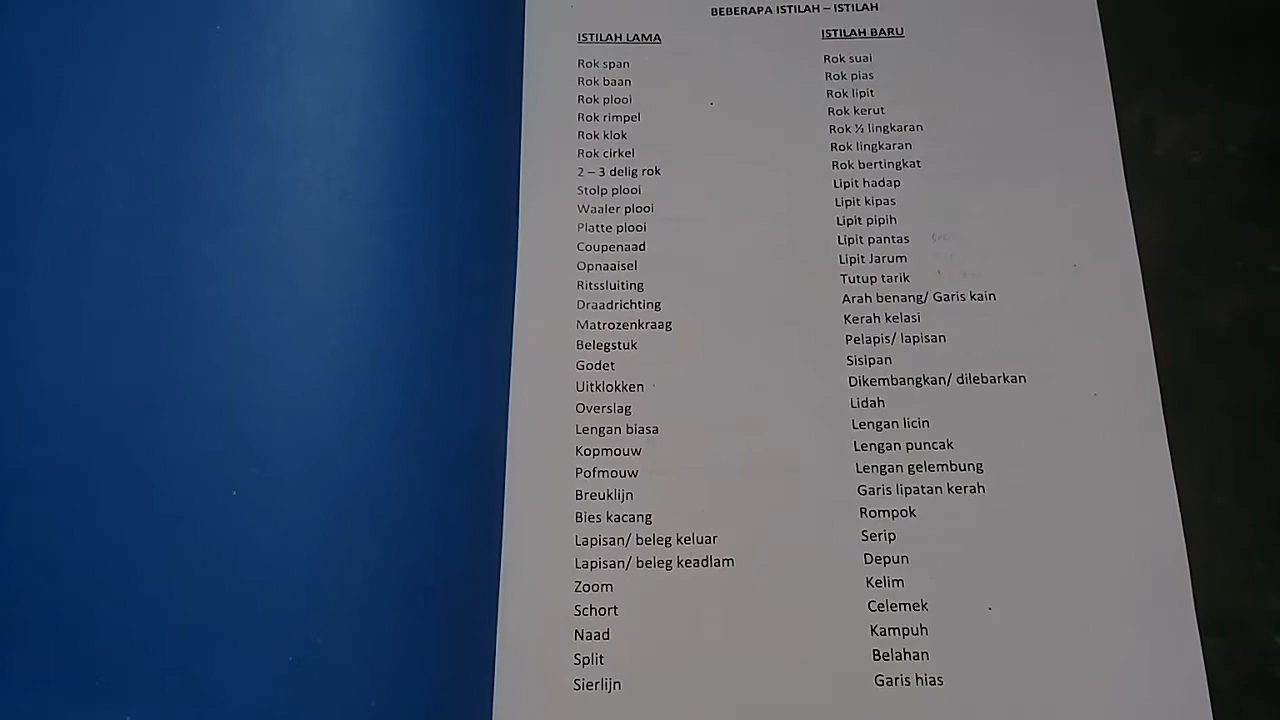 BEBERAPA ISTILAH – ISTILAH
ISTILAH LAMA ISTILAH BARU
Rok span Rok suai
Rok baan Rok pias
Rok plooi Rok lipit
Rok rimpel Rok kerut
Rok klok Rok ½ lingkaran
Rok cirkel Rok lingkaran
2 – 3 delig rok Rok bertingkat
Stolp plooi Lipit hadap
Waaler plooi Lipit kipas
Platte plooi Lipit pipih
Coupenaad Lipit pantas
Opnaaisel Lipit Jarum
Ritssluiting Tutup tarik
Draadrichting Arah benang/ Garis kain
Matrozenkraag Kerah kelasi
Belegstuk Pelapis/ lapisan
Godet Sisipan
Uitklokken Dikembangkan/ dilebarkan
Overslag Lidah
Lengan biasa Lengan licin
Kopmouw Lengan puncak
Pofmouw Lengan gelembung
Breuklijn Garis lipatan kerah
Bies kacang Rompok
Lapisan/ beleg keluar Serip
Lapisan/ beleg keadlam Depun
Zoom Kelim
Schort Celemek
Naad Kampuh
Split Belahan
Sierlijn Garis hias